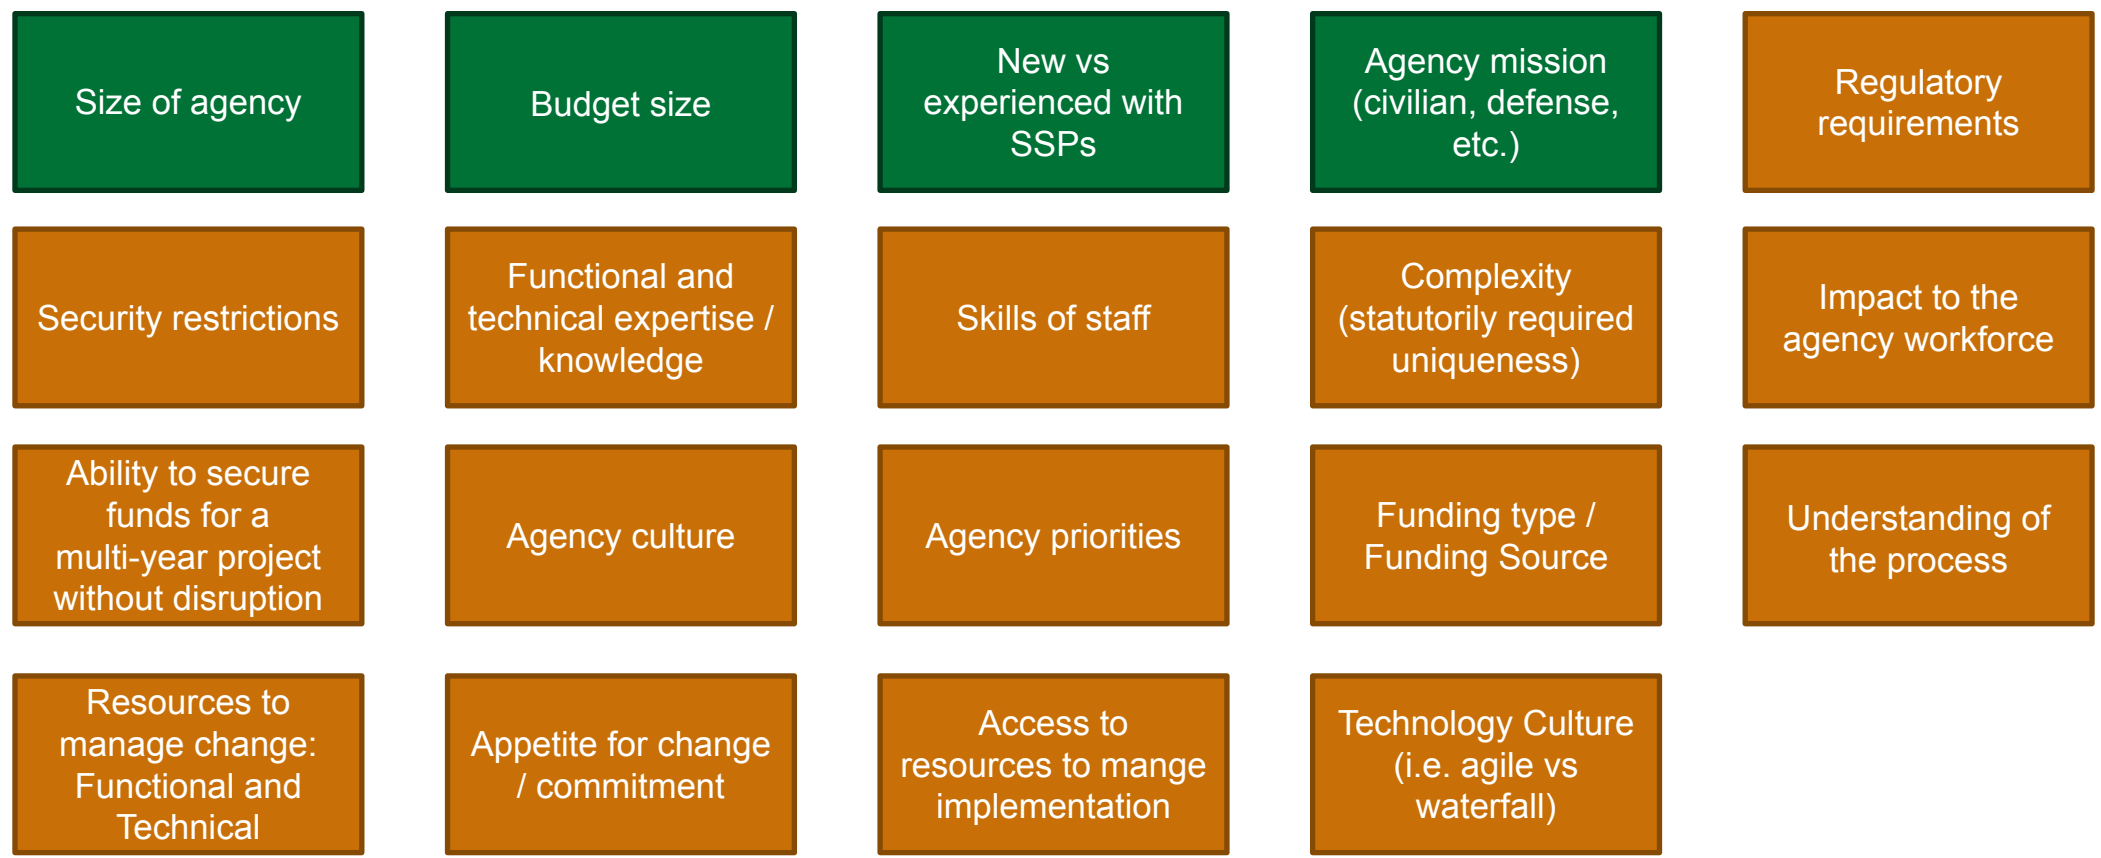 Size of agency
Budget size
New vs
experienced with
SSPs
Agency mission
(civilian, defense,
etc.)
Regulatory
requirements
Security restrictions
Functional and
technical expertise /
knowledge
Skills of staff
Complexity
(statutorily required
uniqueness)
Impact to the
agency workforce
Ability to secure
funds for a
multi-year project
without disruption
Agency culture
Agency priorities
Funding type /
Funding Source
Understanding of
the process
Resources to
manage change:
Functional and
Technical
Appetite for change
/ commitment
Access to
resources to mange
implementation
Technology Culture
(i.e. agile vs
waterfall)